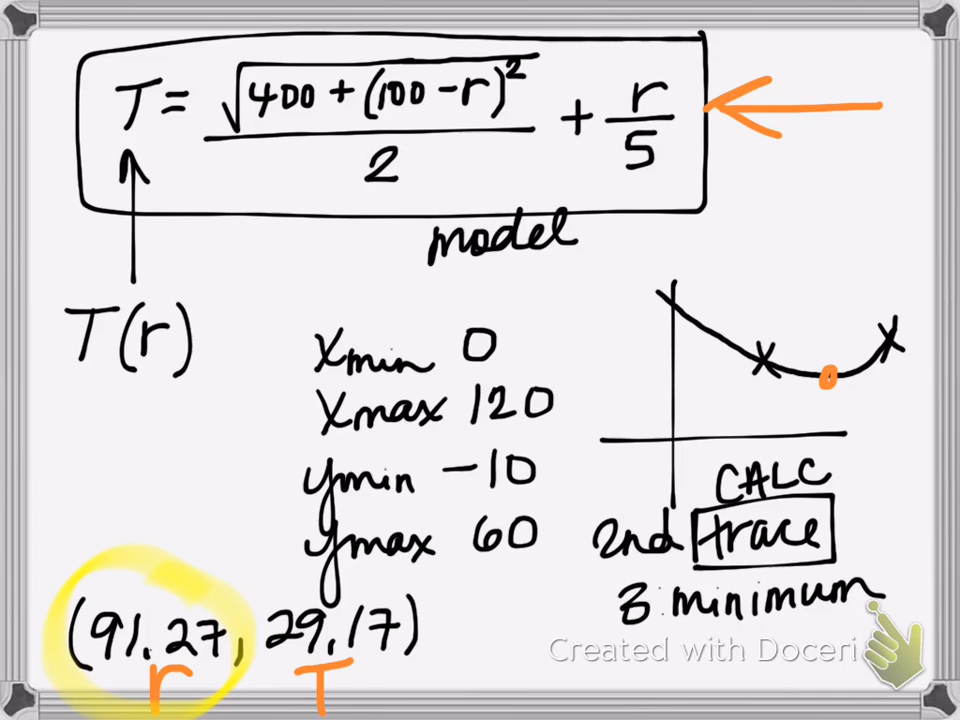 T = √400 + (100 - r)² / 2 + r/5
model
T(r)
Xmin 0
Xmax 120
ymin -10
ymax 60
CALC
2nd trace
3: minimum
(91.27, 29.17)
r T
Created with Doceri